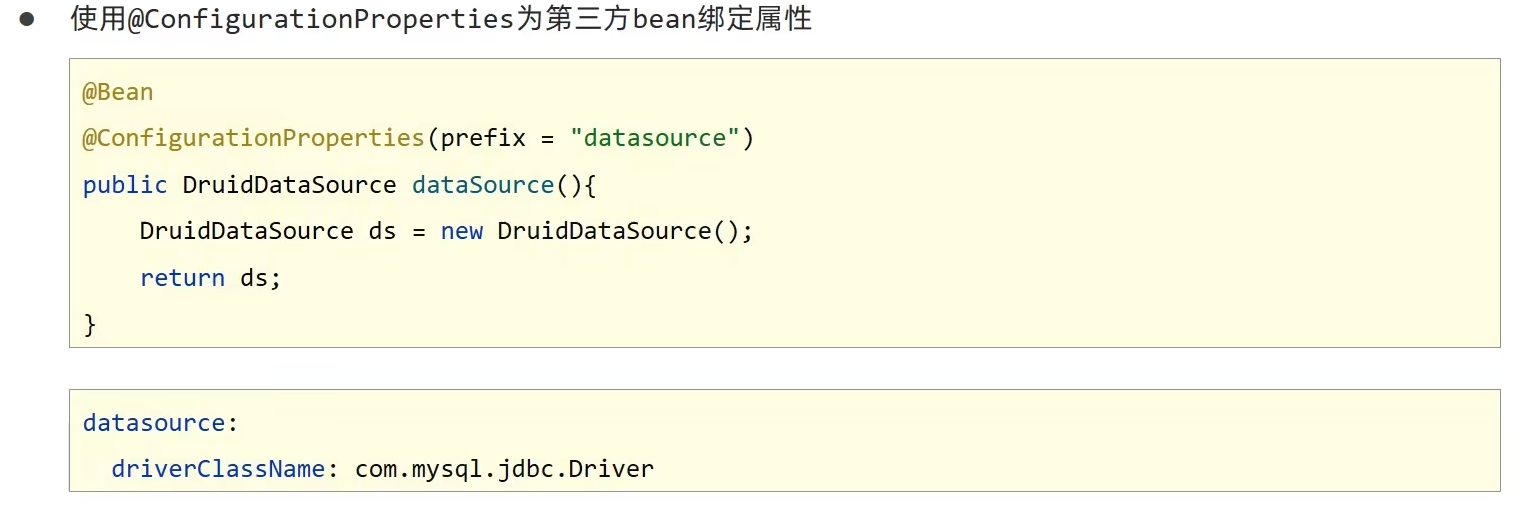 ● 使用@ConfigurationProperties为第三方bean绑定属性
@Bean
@ConfigurationProperties(prefix = "datasource")
public DruidDataSource dataSource(){
    DruidDataSource ds = new DruidDataSource();
    return ds;
}
datasource:
  driverClassName: com.mysql.jdbc.Driver